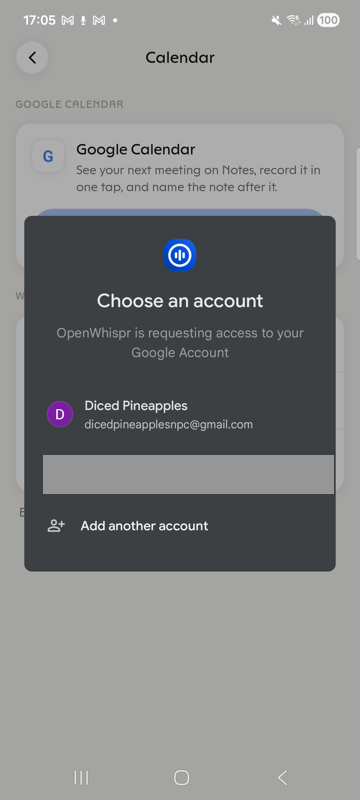 17:05
100
Calendar
GOOGLE CALENDAR
G
Google Calendar
See your next meeting on Notes, record it in
one tap, and name the note after it.
W
Choose an account
OpenWhispr is requesting access to your
Google Account
D
Diced Pineapples
dicedpineapplesnpc@gmail.com
E
Add another account